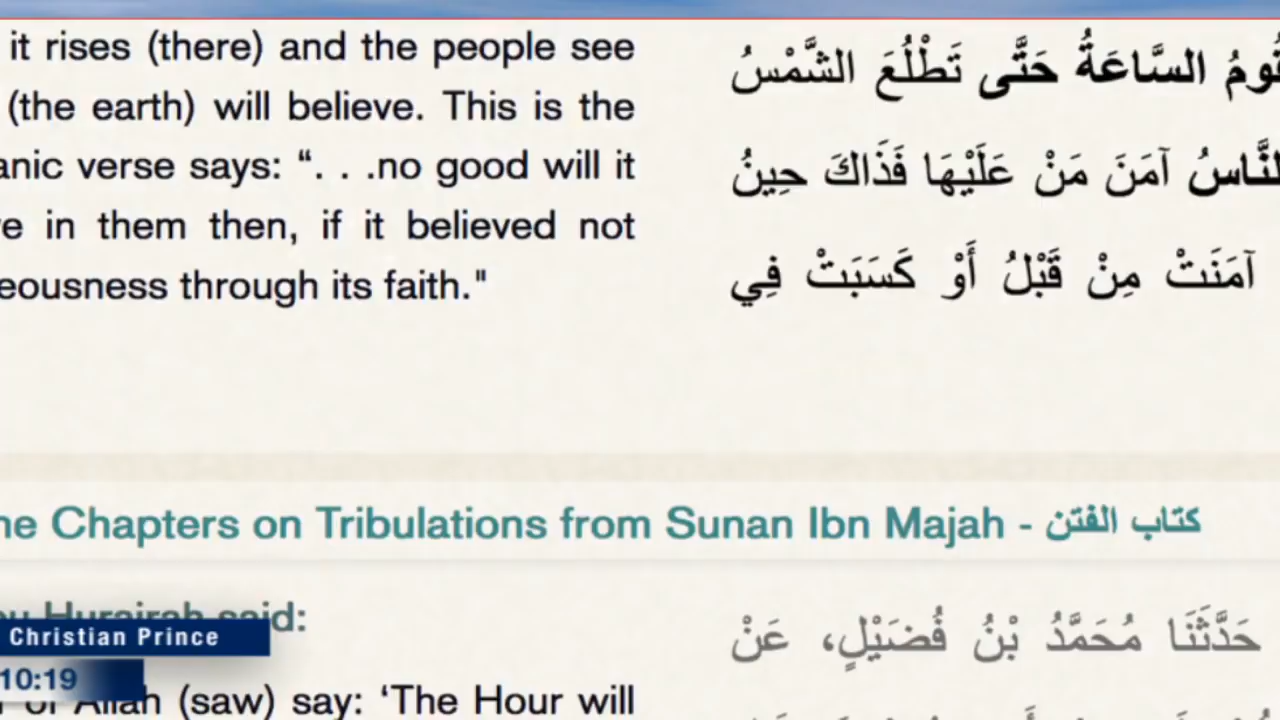 it rises (there) and the people see
(the earth) will believe. This is the
anic verse says: “. . .no good will it
e in them then, if it believed not
eousness through its faith."
قُومُ السَّاعَةُ حَتَّى تَطْلُعَ الشَّمْسُ
لنَّاسُ آمَنَ مَنْ عَلَيْهَا فَذَاكَ حِينُ
آمَنَتْ مِنْ قَبْلُ أَوْ كَسَبَتْ فِي
he Chapters on Tribulations from Sunan Ibn Majah - كتاب الفتن
u Hurairah said:
حَدَّثَنَا مُحَمَّدُ بْنُ فُضَيْلٍ، عَنْ
Christian Prince
10:19
of Allah (saw) say: ‘The Hour will